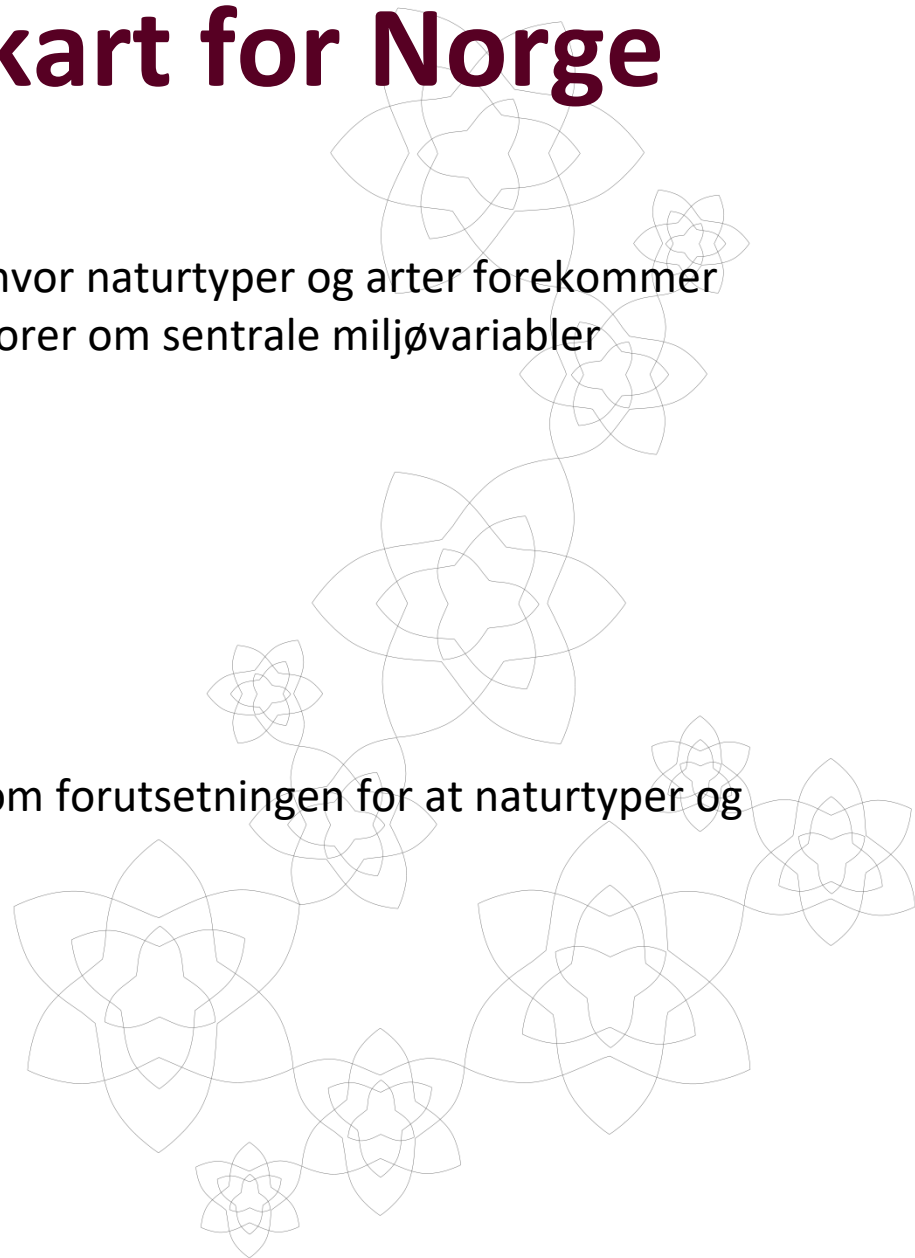 kart for Norge
hvor naturtyper og arter forekommer
orer om sentrale miljøvariabler
om forutsetningen for at naturtyper og